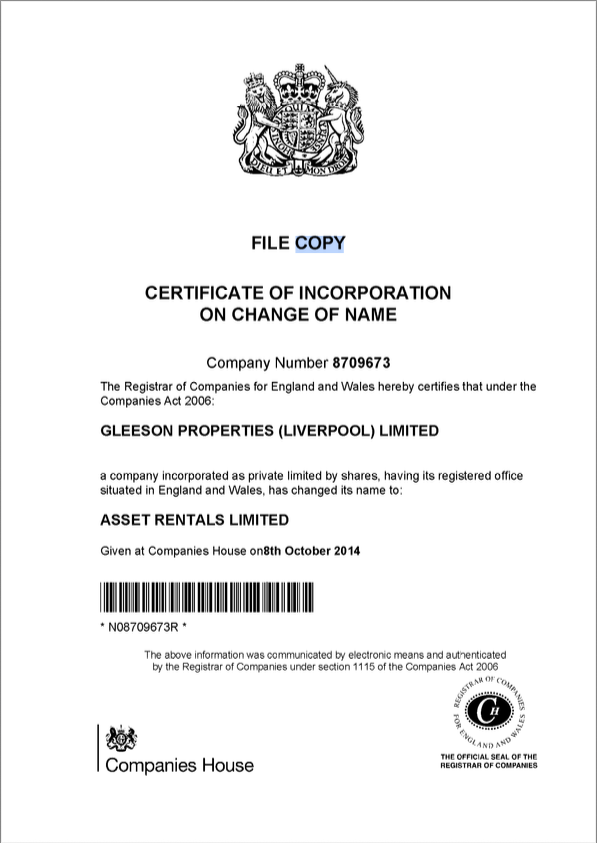 QUI
HONI
MAL Y PENSE
DIEU ET MON DROIT
FILE COPY
CERTIFICATE OF INCORPORATION
ON CHANGE OF NAME
Company Number 8709673
The Registrar of Companies for England and Wales hereby certifies that under the
Companies Act 2006:
GLEESON PROPERTIES (LIVERPOOL) LIMITED
a company incorporated as private limited by shares, having its registered office
situated in England and Wales, has changed its name to:
ASSET RENTALS LIMITED
Given at Companies House on8th October 2014
* N08709673R *
The above information was communicated by electronic means and authenticated
by the Registrar of Companies under section 1115 of the Companies Act 2006
REGISTRAR OF COMPANIES
FOR ENGLAND AND WALES
CH
THE OFFICIAL SEAL OF THE
REGISTRAR OF COMPANIES
Companies House